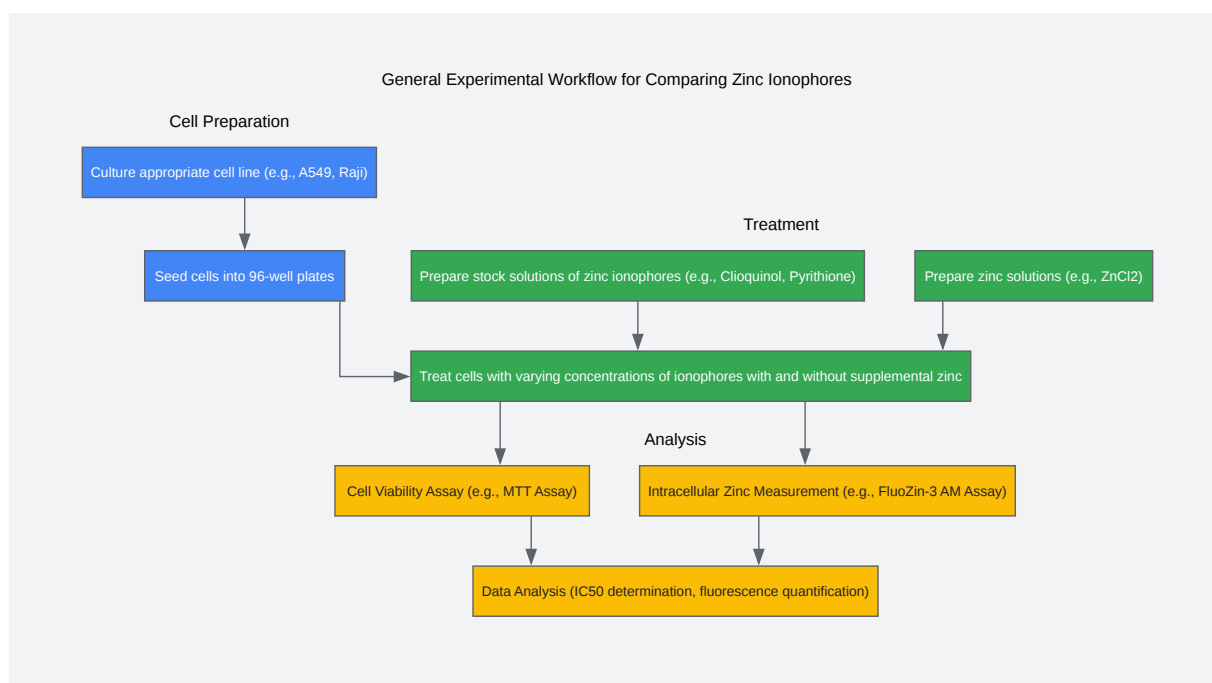 General Experimental Workflow for Comparing Zinc Ionophores
Cell Preparation
Culture appropriate cell line (e.g., A549, Raji)
Seed cells into 96-well plates
Treatment
Prepare stock solutions of zinc ionophores (e.g., Clioquinol, Pyrithione)
Prepare zinc solutions (e.g., ZnCl2)
Treat cells with varying concentrations of ionophores with and without supplemental zinc
Analysis
Cell Viability Assay (e.g., MTT Assay)
Intracellular Zinc Measurement (e.g., FluoZin-3 AM Assay)
Data Analysis (IC50 determination, fluorescence quantification)